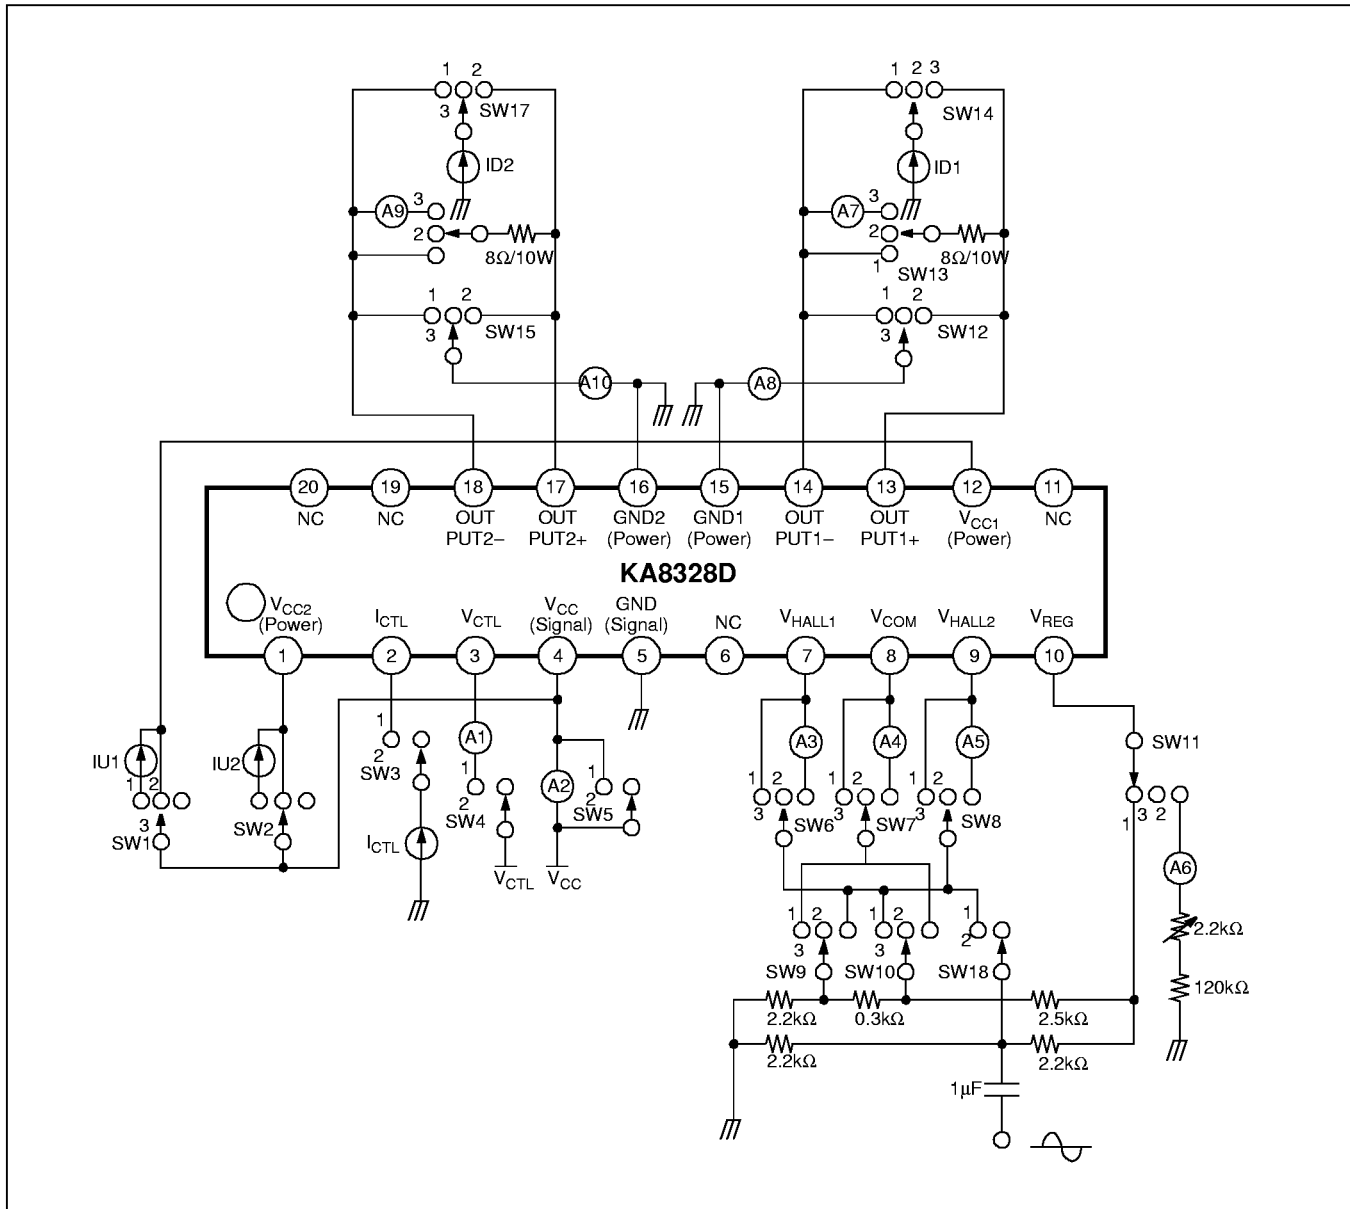 1 2
3 SW17
ID2
A9 3
2
8Ω/10W
1 2
3 SW15
A10
1 2 3
SW14
ID1
A7 3
2
8Ω/10W
1 SW13
1 2
3 SW12
A8
20 19 18 17 16 15 14 13 12 11
NC
NC
OUT
PUT2–
OUT
PUT2+
GND2
(Power)
GND1
(Power)
OUT
PUT1–
OUT
PUT1+
VCC1
(Power)
NC
KA8328D
VCC2
(Power)
ICTL
VCTL
VCC
(Signal)
GND
(Signal)
NC
VHALL1
VCOM
VHALL2
VREG
1 2 3 4 5 6 7 8 9 10
IU1
1 2
3
SW1
IU2
SW2
1
2
SW3
ICTL
A1
1
2
SW4
VCTL
A2
VCC
1
2
SW5
A3
1 2
3
SW6
A4
1 2
3
SW7
A5
1 2
3
SW8
SW11
1 3 2
A6
2.2kΩ
120kΩ
1 2
3
SW9
1 2
3
SW10
1
2
SW18
2.2kΩ
0.3kΩ
2.5kΩ
2.2kΩ
2.2kΩ
1µF